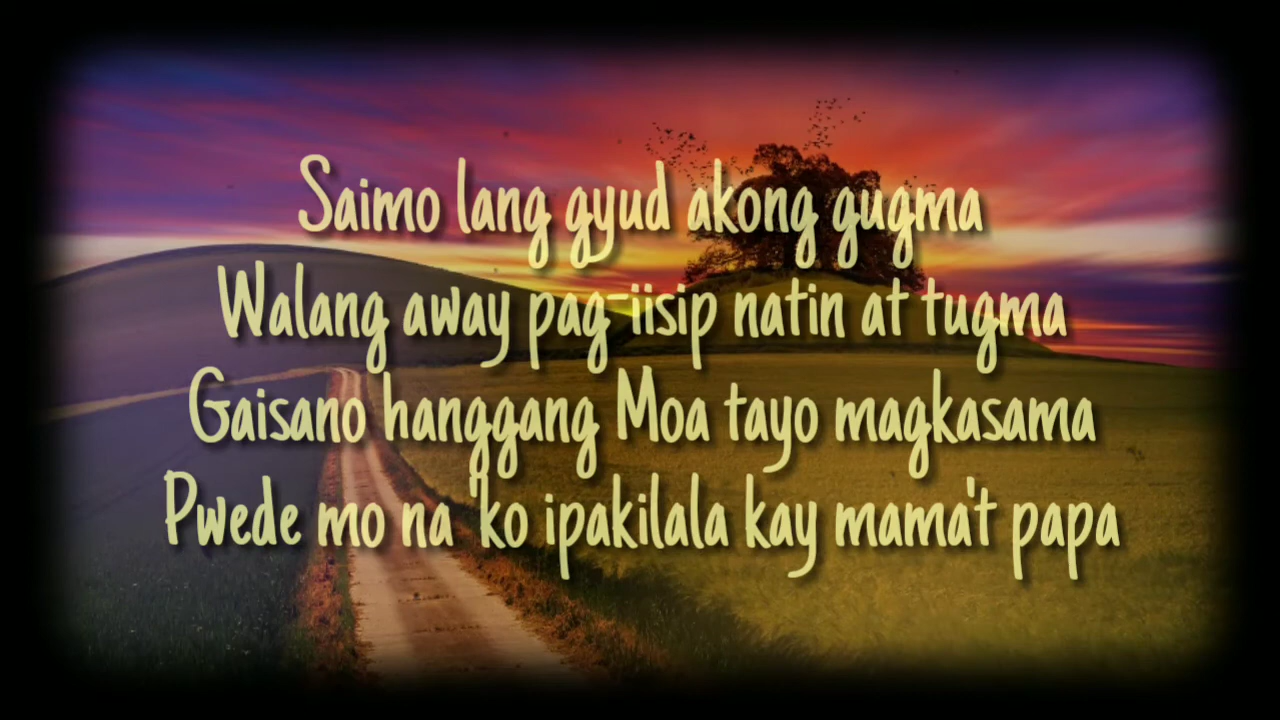 Saimo lang gyud akong gugma
Walang away pag-iisip natin at tugma
Gaisano hanggang Moa tayo magkasama
Pwede mo na 'ko ipakilala kay mama't papa